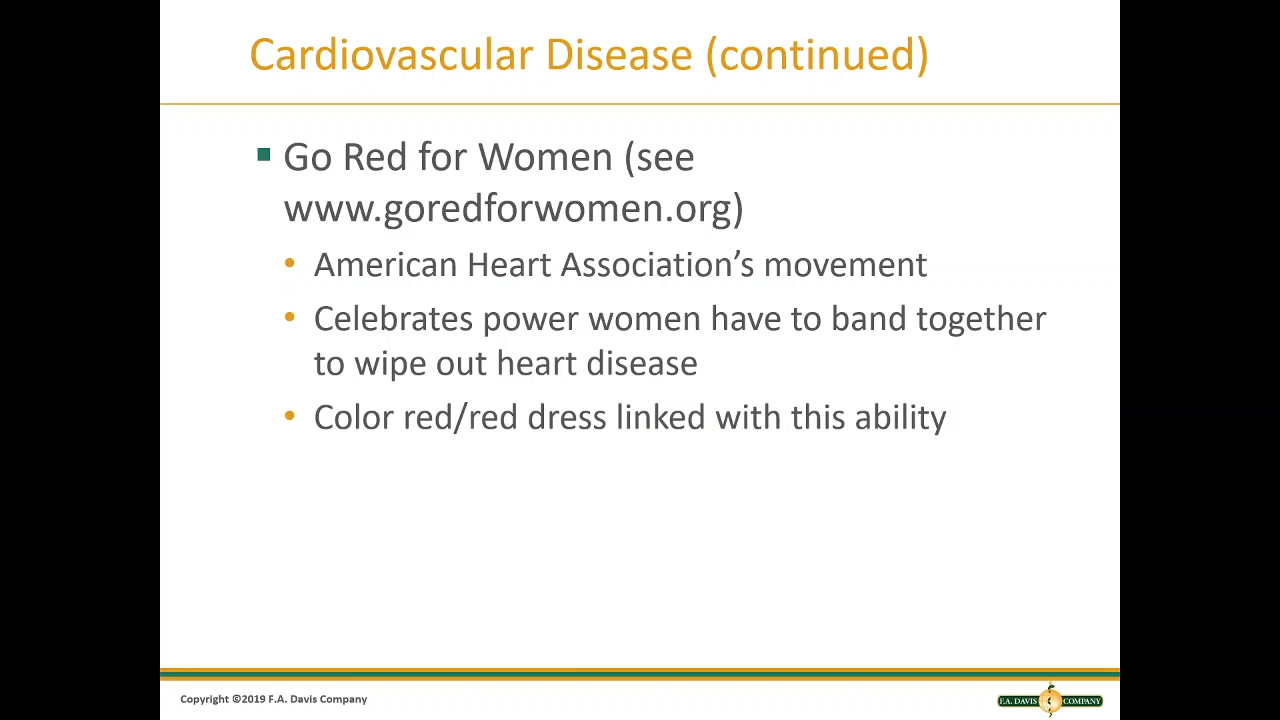 Cardiovascular Disease (continued)
▪ Go Red for Women (see
www.goredforwomen.org)
• American Heart Association’s movement
• Celebrates power women have to band together
to wipe out heart disease
• Color red/red dress linked with this ability
Copyright ©2019 F.A. Davis Company
F.A. DAVIS COMPANY